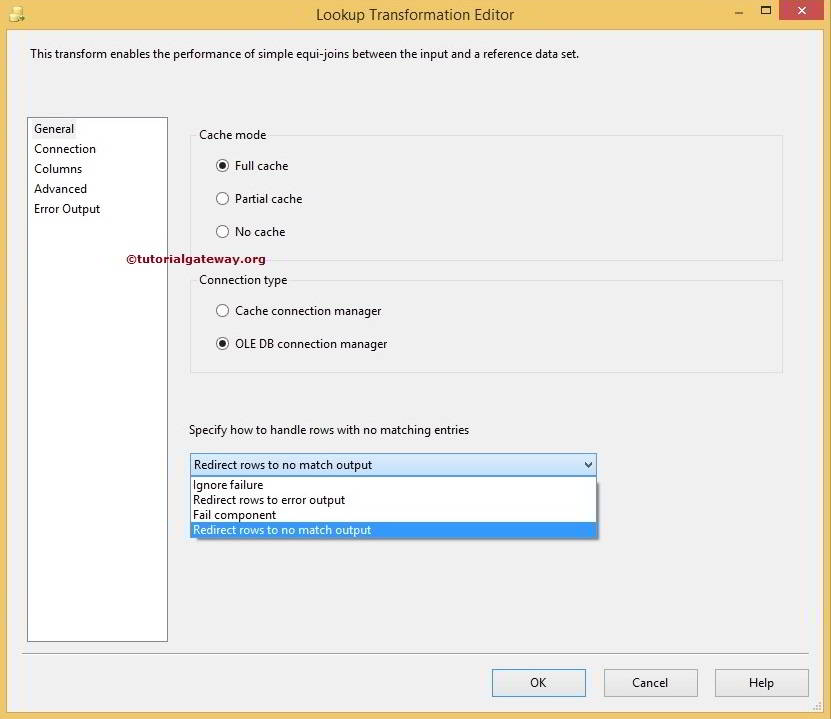 Lookup Transformation Editor
This transform enables the performance of simple equi-joins between the input and a reference data set.
General
Connection
Columns
Advanced
Error Output
©tutorialgateway.org
Cache mode
Full cache
Partial cache
No cache
Connection type
Cache connection manager
OLE DB connection manager
Specify how to handle rows with no matching entries
Redirect rows to no match output
Ignore failure
Redirect rows to error output
Fail component
Redirect rows to no match output
OK
Cancel
Help